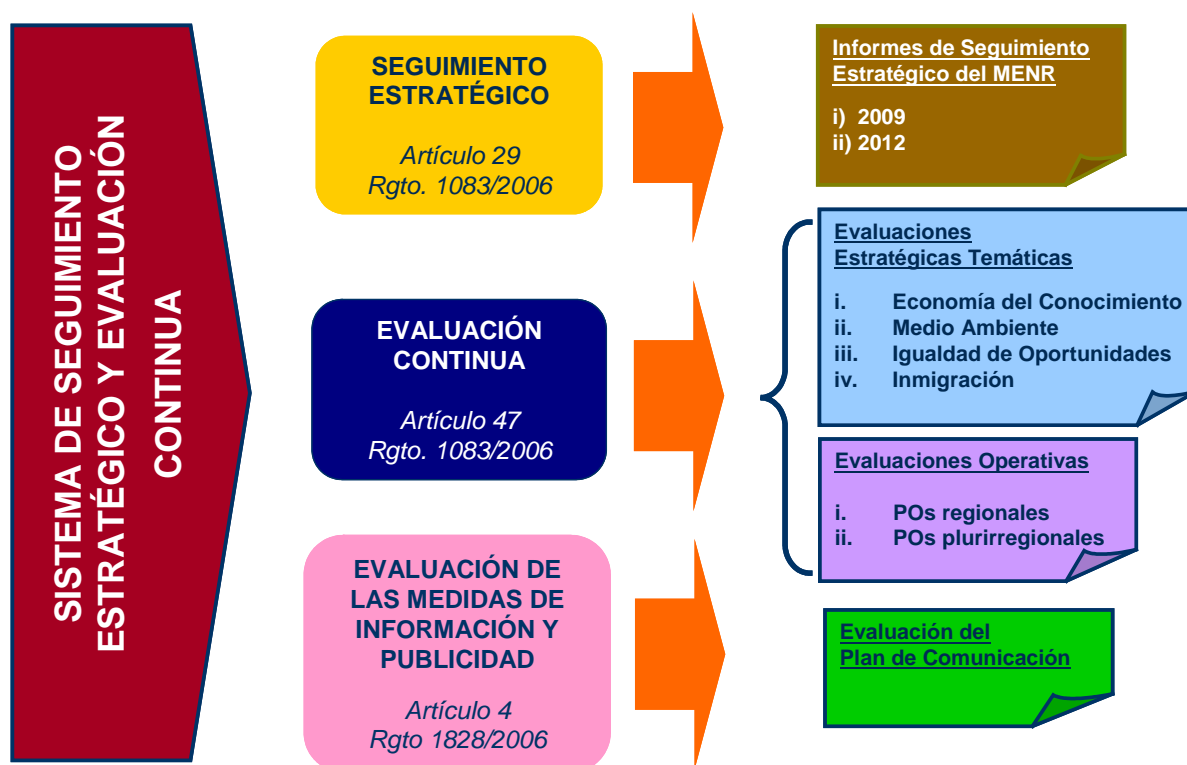 SISTEMA DE SEGUIMIENTO
ESTRATÉGICO Y EVALUACIÓN
CONTINUA
SEGUIMIENTO
ESTRATÉGICO
Artículo 29
Rgto. 1083/2006
Informes de Seguimiento
Estratégico del MENR
i) 2009
ii) 2012
EVALUACIÓN
CONTINUA
Artículo 47
Rgto. 1083/2006
Evaluaciones
Estratégicas Temáticas
i. Economía del Conocimiento
ii. Medio Ambiente
iii. Igualdad de Oportunidades
iv. Inmigración
Evaluaciones Operativas
i. POs regionales
ii. POs plurirregionales
EVALUACIÓN DE
LAS MEDIDAS DE
INFORMACIÓN Y
PUBLICIDAD
Artículo 4
Rgto 1828/2006
Evaluación del
Plan de Comunicación